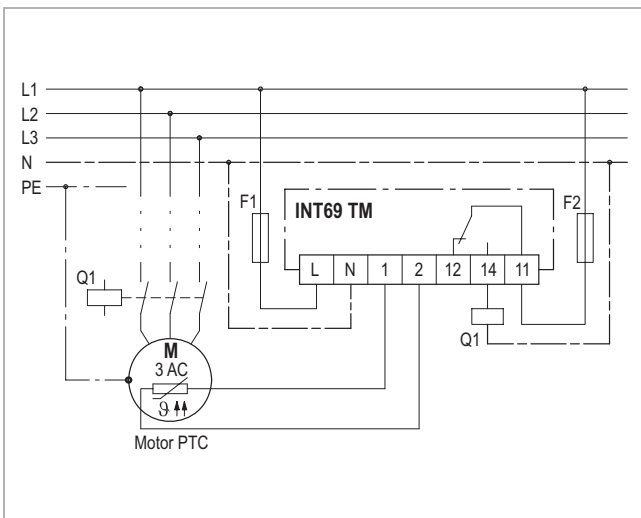 L1
L2
L3
N
PE
F1
INT69 TM
F2
L N 1 2 12 14 11
Q1
Q1
M
3 AC
ϑ
Motor PTC